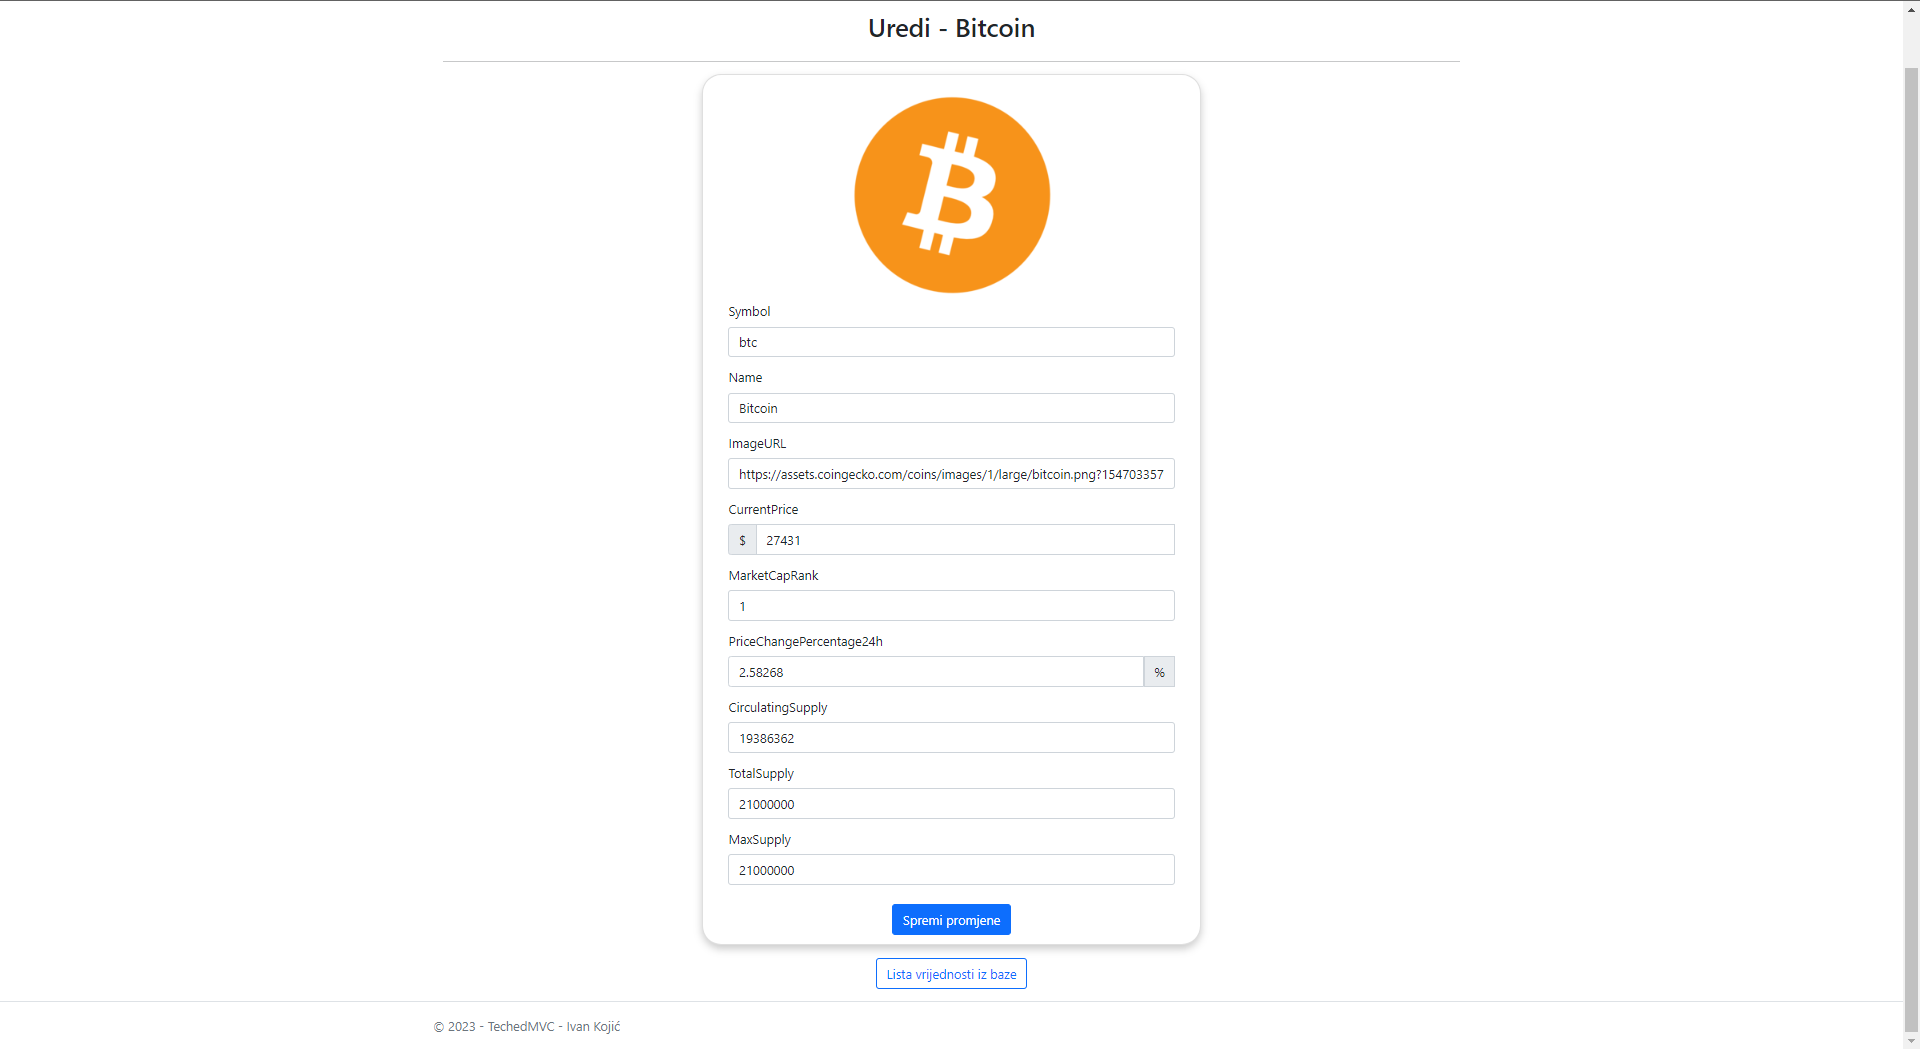 Uredi - Bitcoin
Symbol
btc
Name
Bitcoin
ImageURL
https://assets.coingecko.com/coins/images/1/large/bitcoin.png?154703357
CurrentPrice
$ 27431
MarketCapRank
1
PriceChangePercentage24h
2.58268 %
CirculatingSupply
19386362
TotalSupply
21000000
MaxSupply
21000000
Spremi promjene
Lista vrijednosti iz baze
© 2023 - TechedMVC - Ivan Kojić